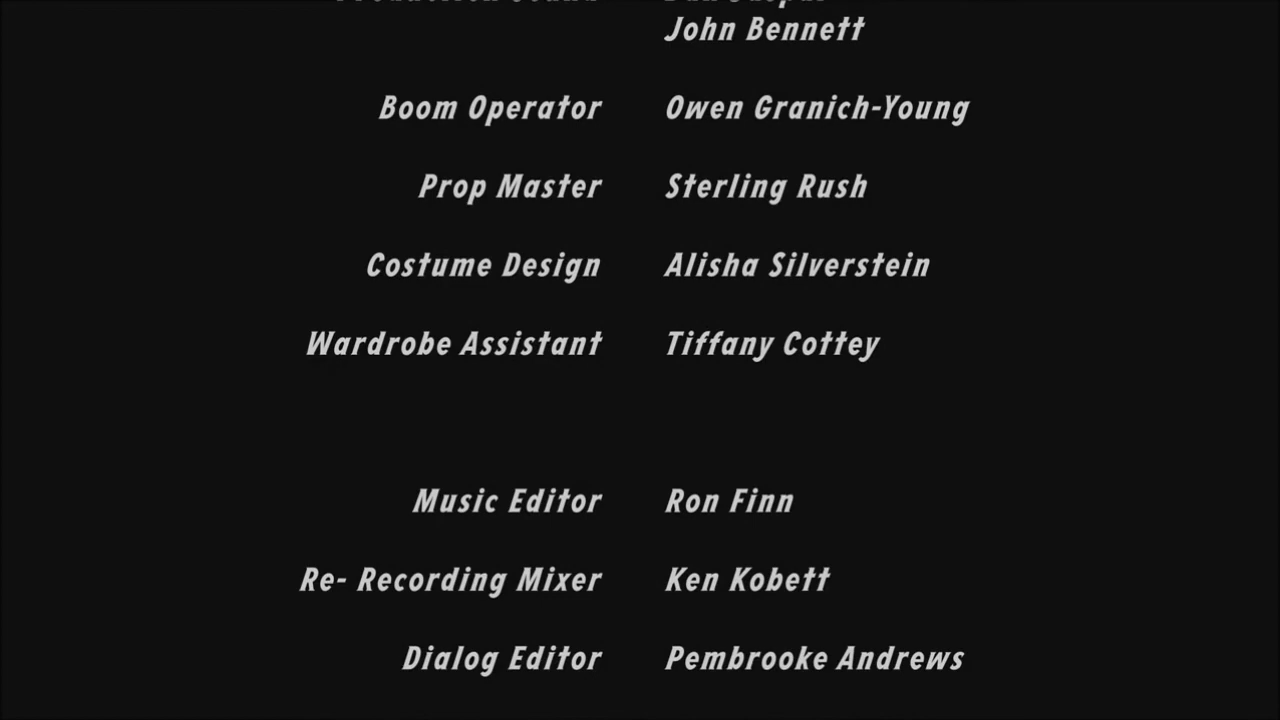 John Bennett
Boom Operator Owen Granich-Young
Prop Master Sterling Rush
Costume Design Alisha Silverstein
Wardrobe Assistant Tiffany Cottey
Music Editor Ron Finn
Re- Recording Mixer Ken Kobett
Dialog Editor Pembrooke Andrews